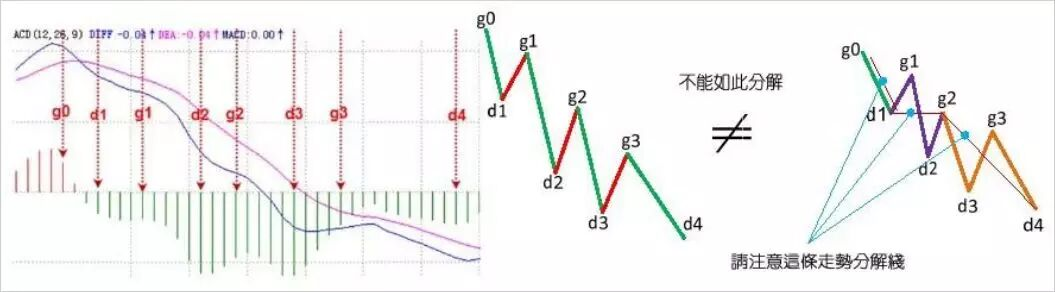 ACD(12,26,9) DIFF -0.04↑ DEA:-0.04↑ MACD:0.00↑
g0 d1 g1 d2 g2 d3 g3 d4
g0
g1
d1
g2
d2
g3
d3
d4
不能如此分解
≠
g0
g1
d1
g2
g3
d2
d3
d4
請注意這條走勢分解綫